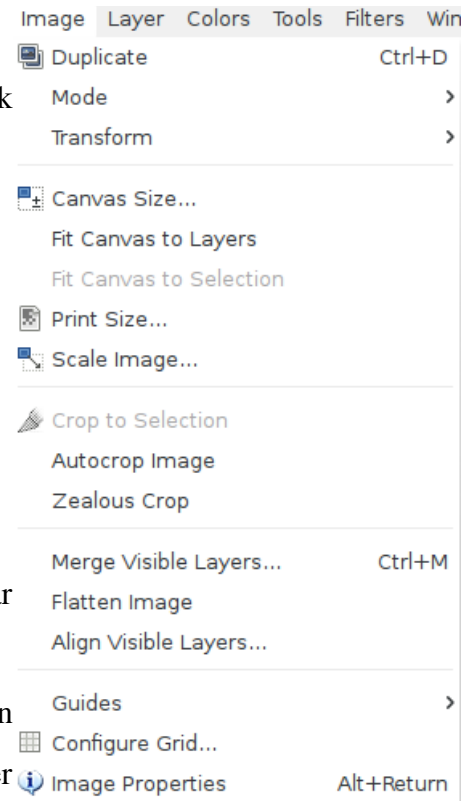 Image Layer Colors Tools Filters Win
Duplicate Ctrl+D
k
Mode >
Transform >
Canvas Size...
Fit Canvas to Layers
Fit Canvas to Selection
Print Size...
Scale Image...
Crop to Selection
Autocrop Image
Zealous Crop
Merge Visible Layers... Ctrl+M
Flatten Image
Align Visible Layers...
Guides >
Configure Grid...
er
Image Properties Alt+Return